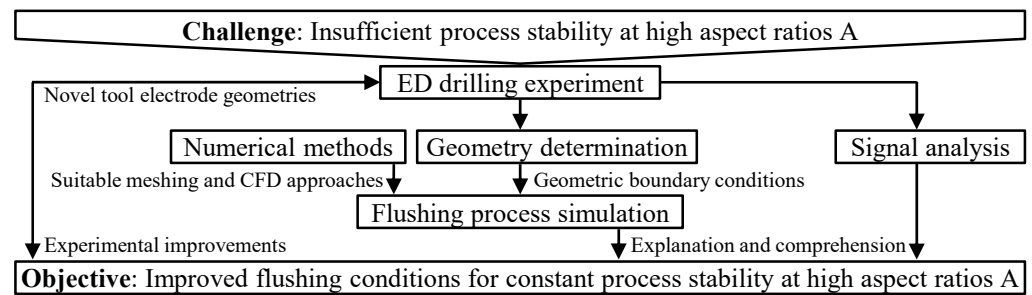 Challenge: Insufficient process stability at high aspect ratios A
ED drilling experiment
Novel tool electrode geometries
Numerical methods
Geometry determination
Signal analysis
Suitable meshing and CFD approaches
Geometric boundary conditions
Flushing process simulation
Experimental improvements
Explanation and comprehension
Objective: Improved flushing conditions for constant process stability at high aspect ratios A